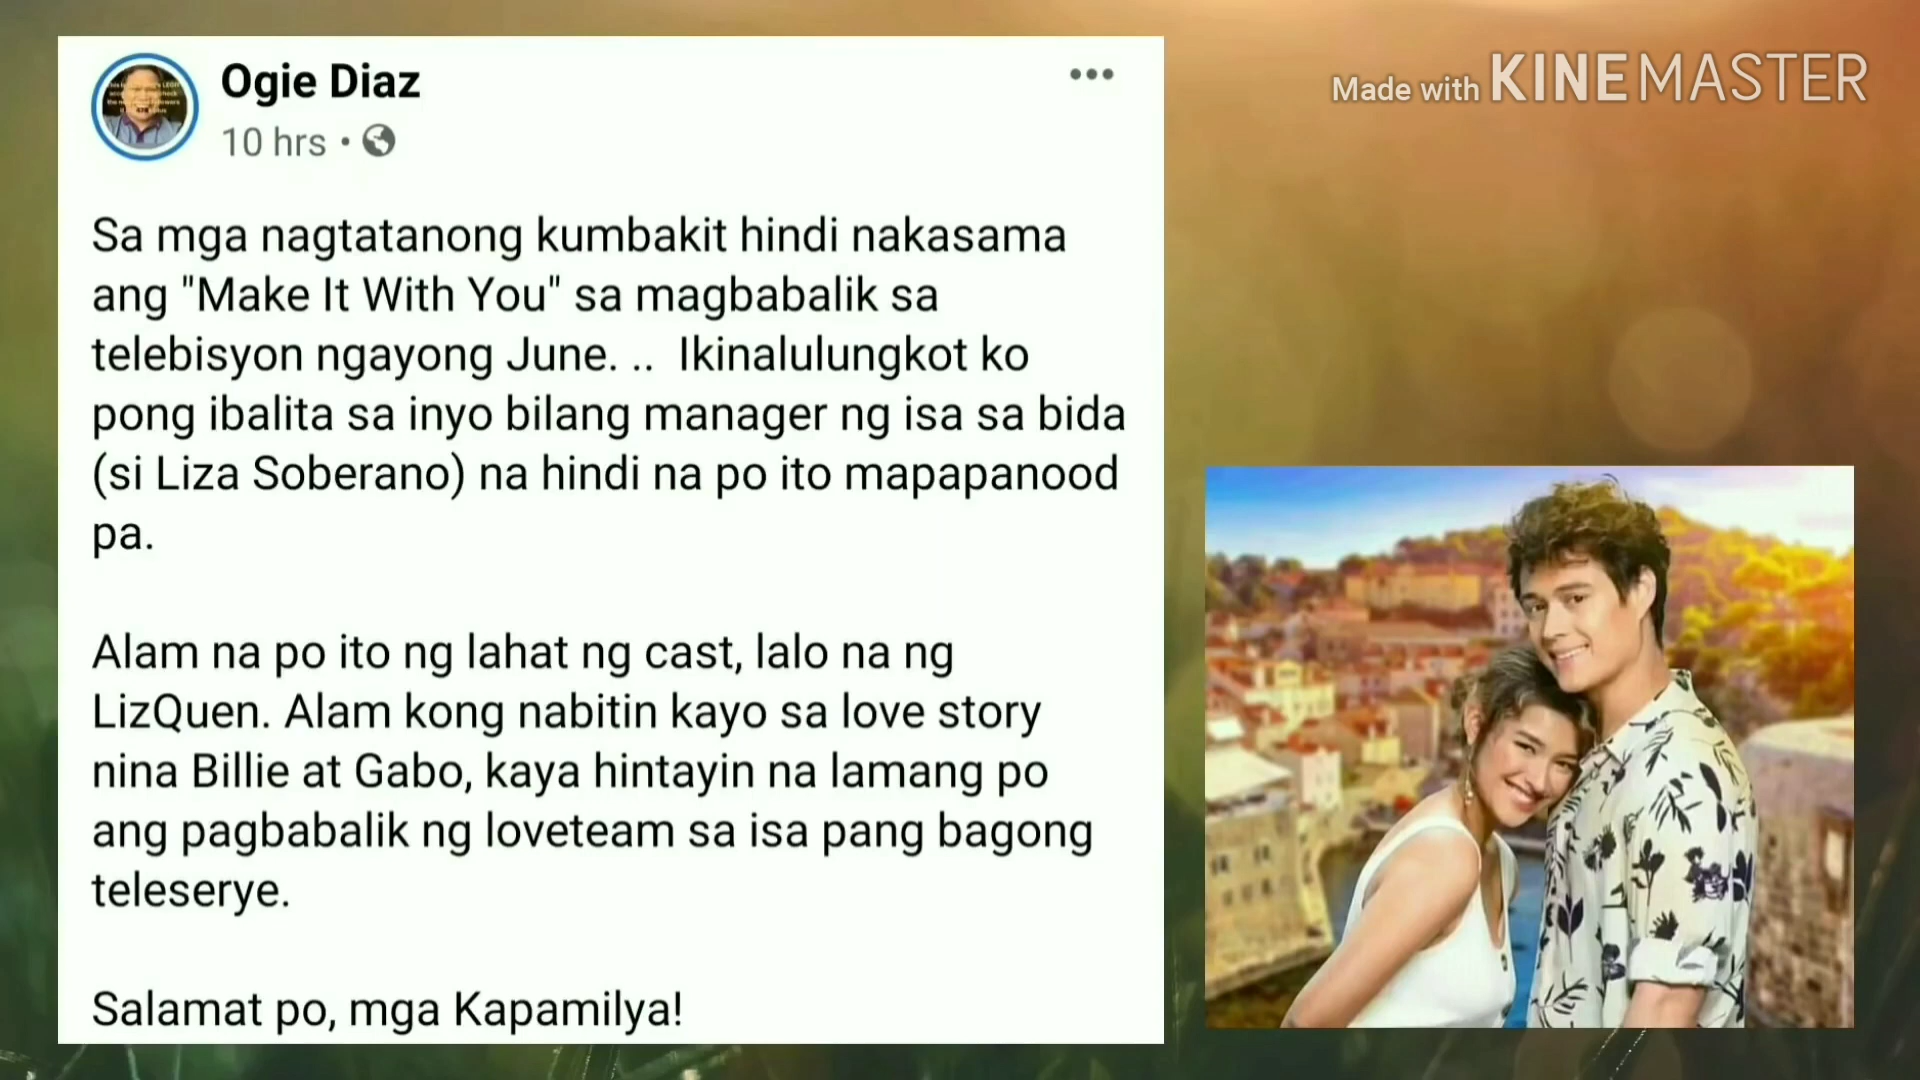 Ogie Diaz
10 hrs •
Made with KINEMASTER
Sa mga nagtatanong kumbakit hindi nakasama
ang "Make It With You" sa magbabalik sa
telebisyon ngayong June. .. Ikinalulungkot ko
pong ibalita sa inyo bilang manager ng isa sa bida
(si Liza Soberano) na hindi na po ito mapapanood
pa.
Alam na po ito ng lahat ng cast, lalo na ng
LizQuen. Alam kong nabitin kayo sa love story
nina Billie at Gabo, kaya hintayin na lamang po
ang pagbabalik ng loveteam sa isa pang bagong
teleserye.
Salamat po, mga Kapamilya!